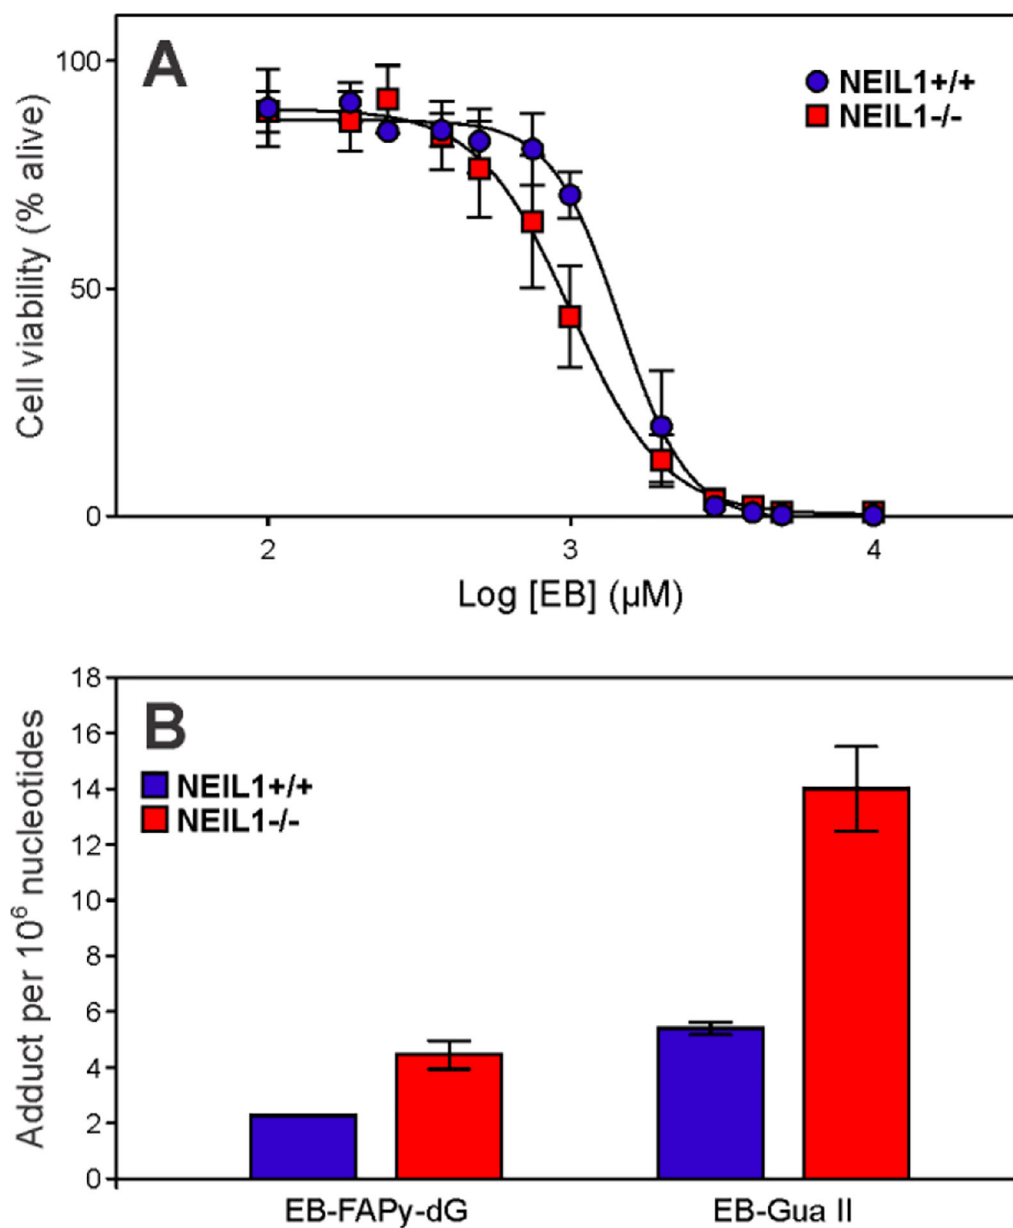 A
NEIL1+/+
NEIL1-/-
100
50
0
Cell viability (% alive)
2 3 4
Log [EB] (µM)
B
NEIL1+/+
NEIL1-/-
18
16
14
12
10
8
6
4
2
0
Adduct per 10⁶ nucleotides
EB-FAPy-dG EB-Gua II